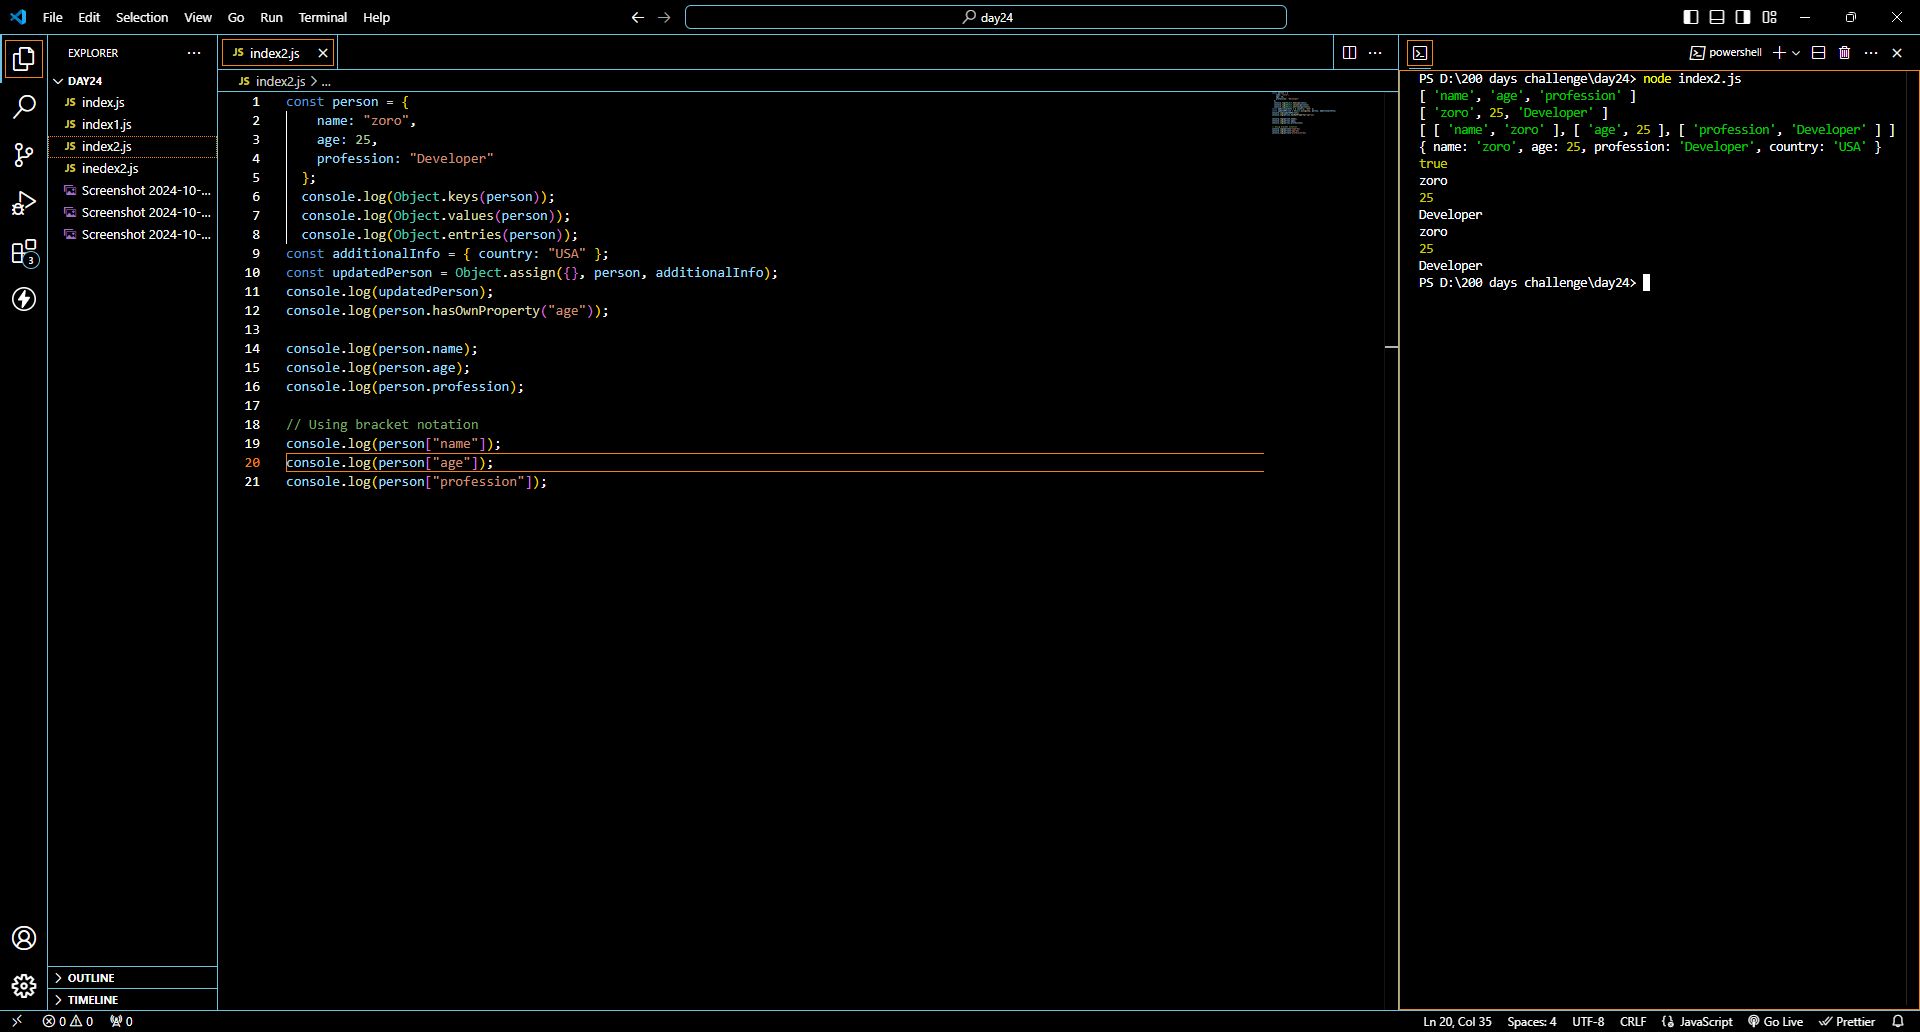 File Edit Selection View Go Run Terminal Help
day24
EXPLORER
DAY24
JS index.js
JS index1.js
JS index2.js
JS inedex2.js
Screenshot 2024-10-...
Screenshot 2024-10-...
Screenshot 2024-10-...
3
OUTLINE
TIMELINE
JS index2.js
JS index2.js > ...
1 const person = {
2 name: "zoro",
3 age: 25,
4 profession: "Developer"
5 };
6 console.log(Object.keys(person));
7 console.log(Object.values(person));
8 console.log(Object.entries(person));
9 const additionalInfo = { country: "USA" };
10 const updatedPerson = Object.assign({}, person, additionalInfo);
11 console.log(updatedPerson);
12 console.log(person.hasOwnProperty("age"));
13
14 console.log(person.name);
15 console.log(person.age);
16 console.log(person.profession);
17
18 // Using bracket notation
19 console.log(person["name"]);
20 console.log(person["age"]);
21 console.log(person["profession"]);
powershell
PS D:\200 days challenge\day24> node index2.js
[ 'name', 'age', 'profession' ]
[ 'zoro', 25, 'Developer' ]
[ [ 'name', 'zoro' ], [ 'age', 25 ], [ 'profession', 'Developer' ] ]
{ name: 'zoro', age: 25, profession: 'Developer', country: 'USA' }
true
zoro
25
Developer
zoro
25
Developer
PS D:\200 days challenge\day24>
0 0 0
Ln 20, Col 35 Spaces: 4 UTF-8 CRLF {} JavaScript Go Live Prettier